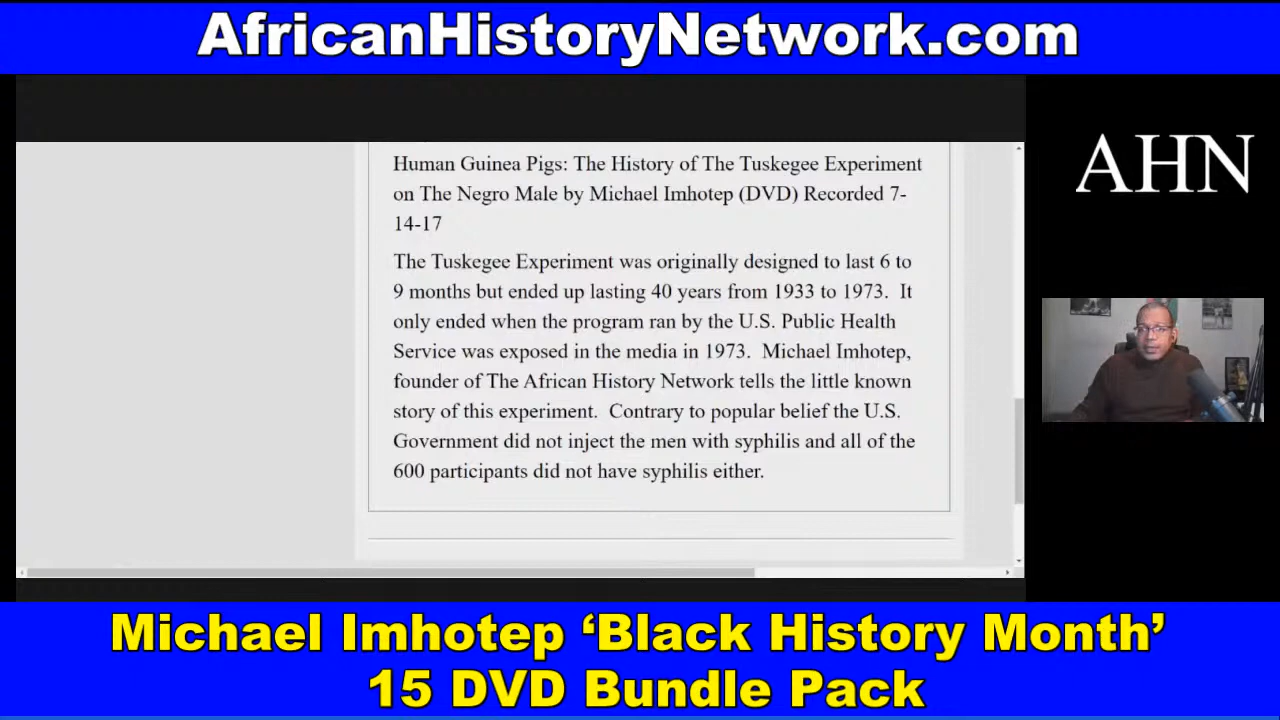 AfricanHistoryNetwork.com
AHN
Human Guinea Pigs: The History of The Tuskegee Experiment
on The Negro Male by Michael Imhotep (DVD) Recorded 7-
14-17
The Tuskegee Experiment was originally designed to last 6 to
9 months but ended up lasting 40 years from 1933 to 1973.  It
only ended when the program ran by the U.S. Public Health
Service was exposed in the media in 1973.  Michael Imhotep,
founder of The African History Network tells the little known
story of this experiment.  Contrary to popular belief the U.S.
Government did not inject the men with syphilis and all of the
600 participants did not have syphilis either.
Michael Imhotep ‘Black History Month’
15 DVD Bundle Pack